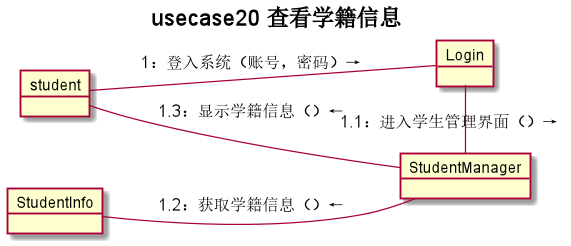 usecase20 查看学籍信息
Login
1：登入系统（账号，密码）→
student
1.3：显示学籍信息（）←
1.1：进入学生管理界面（）→
StudentManager
StudentInfo
1.2：获取学籍信息（）←